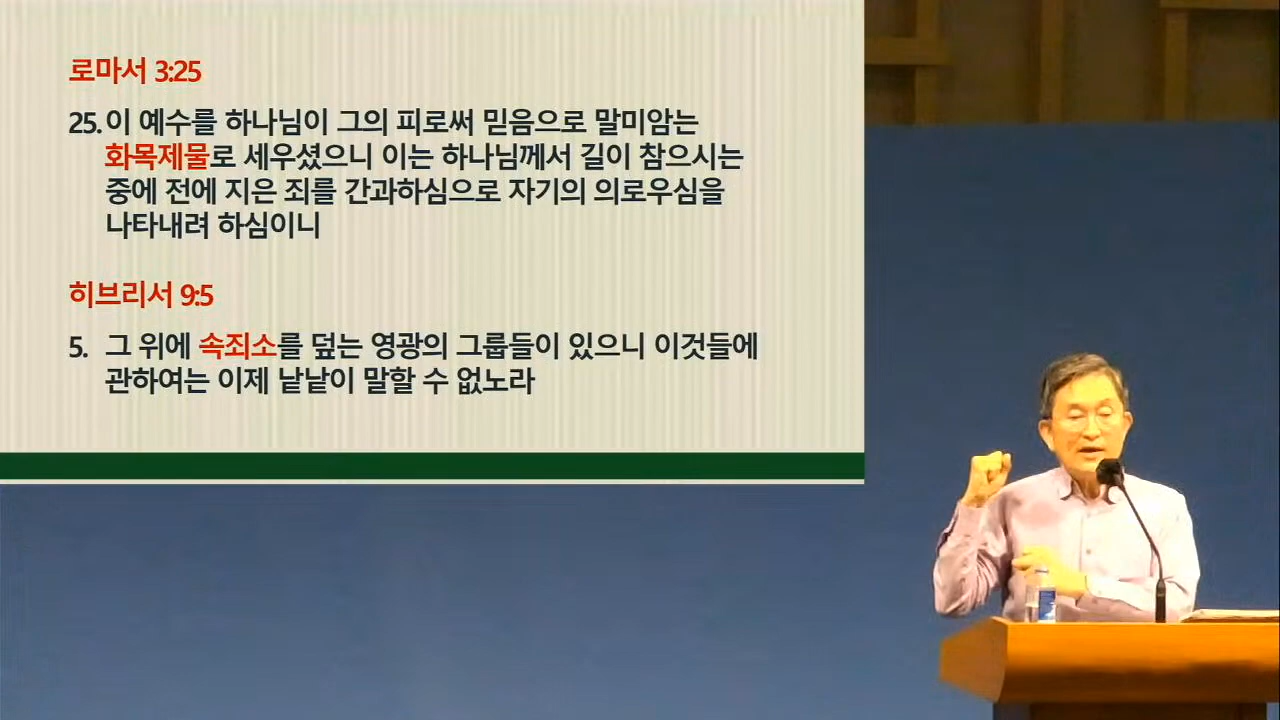 로마서 3:25
25. 이 예수를 하나님이 그의 피로써 믿음으로 말미암는
화목제물로 세우셨으니 이는 하나님께서 길이 참으시는
중에 전에 지은 죄를 간과하심으로 자기의 의로우심을
나타내려 하심이니
히브리서 9:5
5. 그 위에 속죄소를 덮는 영광의 그룹들이 있으니 이것들에
관하여는 이제 낱낱이 말할 수 없노라